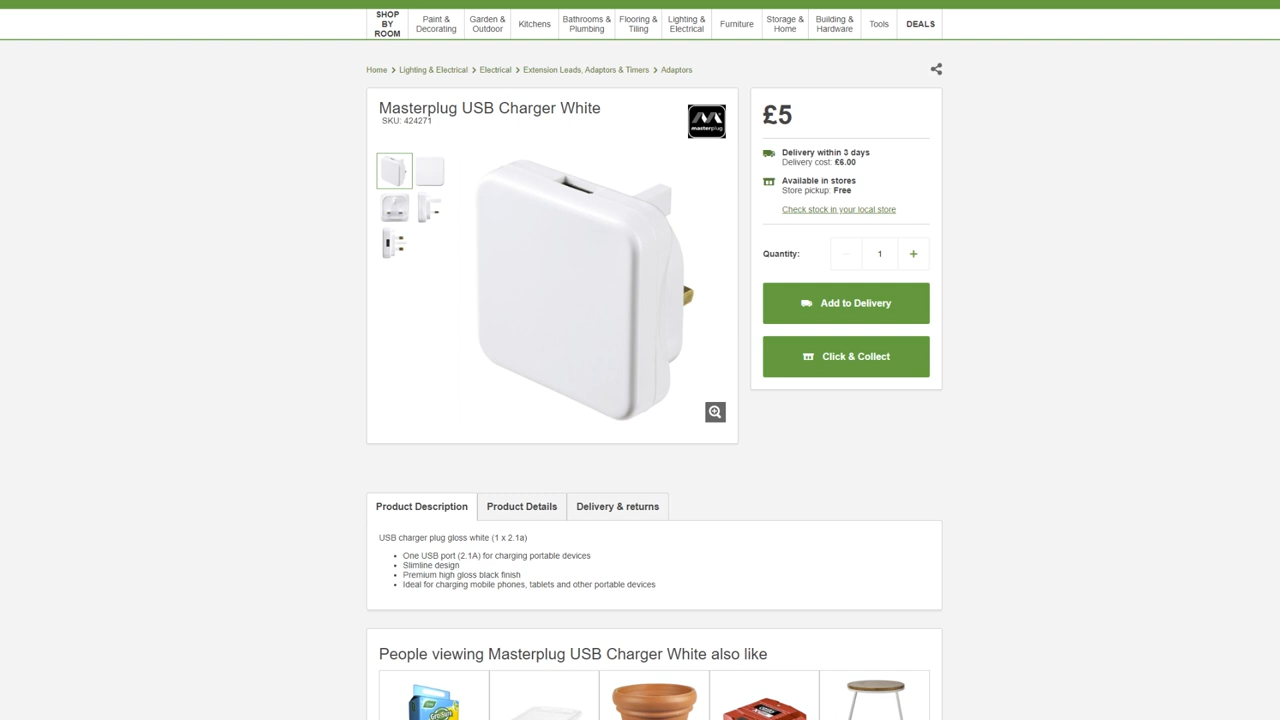 SHOP
BY
ROOM
Paint &
Decorating
Garden &
Outdoor
Kitchens
Bathrooms &
Plumbing
Flooring &
Tiling
Lighting &
Electrical
Furniture
Storage &
Home
Building &
Hardware
Tools
DEALS
Home > Lighting & Electrical > Electrical > Extension Leads, Adaptors & Timers > Adaptors
Masterplug USB Charger White
SKU: 424271
masterplug
£5
Delivery within 3 days
Delivery cost: £6.00
Available in stores
Store pickup: Free
Check stock in your local store
Quantity: − 1 +
Add to Delivery
Click & Collect
Product Description
Product Details
Delivery & returns
USB charger plug gloss white (1 x 2.1a)
• One USB port (2.1A) for charging portable devices
• Slimline design
• Premium high gloss black finish
• Ideal for charging mobile phones, tablets and other portable devices
People viewing Masterplug USB Charger White also like